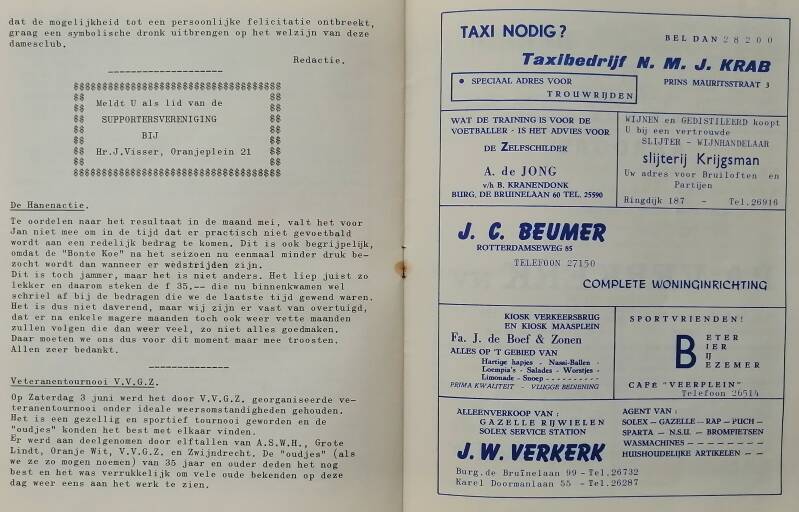 dat de mogelijkheid tot een persoonlijke felicitatie ontbreekt,
graag een symbolische dronk uitbrengen op het welzijn van deze
damesclub.
Redactie.
Meldt U als lid van de
SUPPORTERSVERENIGING
BIJ
Hr.J.Visser, Oranjeplein 21
De Hanenactie.
Te oordelen naar het resultaat in de maand mei, valt het voor
Jan niet mee om in de tijd dat er practisch niet gevoetbald
wordt aan een redelijk bedrag te komen. Dit is ook begrijpelijk,
omdat de "Bonte Koe" na het seizoen nu eenmaal minder druk be-
zocht wordt dan wanneer er wedstrijden zijn.
Dit is toch jammer, maar het is niet anders. Het liep juist zo
lekker en daarom steken de f 35.-- die nu binnenkwamen wel
schriel af bij de bedragen die we de laatste tijd gewend waren.
Het is dus niet daverend, maar wij zijn er vast van overtuigd,
dat er na enkele magere maanden toch ook weer vette maanden
zullen volgen die dan weer veel, zo niet alles goedmaken.
Daar moeten we ons dus voor dit moment maar mee troosten.
Allen zeer bedankt.
Veteranentournooi V.V.G.Z.
Op Zaterdag 3 juni werd het door V.V.G.Z. georganiseerde ve-
teranentournooi onder ideale weersomstandigheden gehouden.
Het is een gezellig en sportief tournooi geworden en de
"oudjes" konden het best met elkaar vinden.
Er werd aan deelgenomen door elftallen van A.S.W.H., Grote
Lindt, Oranje Wit, V.V.G.Z. en Zwijndrecht. De "oudjes" (als
we ze zo mogen noemen) van 35 jaar en ouder deden het nog
best en het was verrukkelijk om vele oude bekenden op deze
dag weer eens aan het werk te zien.
TAXI NODIG?
BEL DAN 28200
Taxibedrijf N. M. J. KRAB
• SPECIAAL ADRES VOOR
TROUWRIJDEN
PRINS MAURITSSTRAAT 3
WAT DE TRAINING IS VOOR DE
VOETBALLER - IS HET ADVIES VOOR
DE ZELFSCHILDER
A. de JONG
v/h B. KRANENDONK
BURG. DE BRUINELAAN 60 TEL. 25590
WIJNEN en GEDISTILEERD koopt
U bij een vertrouwde
SLIJTER - WIJNHANDELAAR
slijterij Krijgsman
Uw adres voor Bruiloften en
Partijen
Ringdijk 187 - Tel.26916
J. C. BEUMER
ROTTERDAMSEWEG 85
TELEFOON 27150
COMPLETE WONINGINRICHTING
KIOSK VERKEERSBRUG
EN KIOSK MAASPLEIN
Fa. J. de Boef & Zonen
ALLES OP 'T GEBIED VAN
Hartige hapjes - Nassi-Ballen -
Loempia's - Salades - Worstjes -
Limonade - Snoep - - - - - - - - - -
PRIMA KWALITEIT - VLUGGE BEDIENING
SPORTVRIENDEN!
BETER
IER
IJ
EZEMER
CAFé "VEERPLEIN"
Telefoon 26514
ALLEENVERKOOP VAN :
GAZELLE RIJWIELEN
SOLEX SERVICE STATION
J. W. VERKERK
Burg.de Bruïnelaan 99 - Tel.26732
Karel Doormanlaan 55 - Tel.26287
AGENT VAN :
SOLEX — GAZELLE — RAP — PUCH —
SPARTA — N.S.U. — BROMFIETSEN
WASMACHINES — — — — — — — —
HUISHOUDELIJKE ARTIKELEN — —